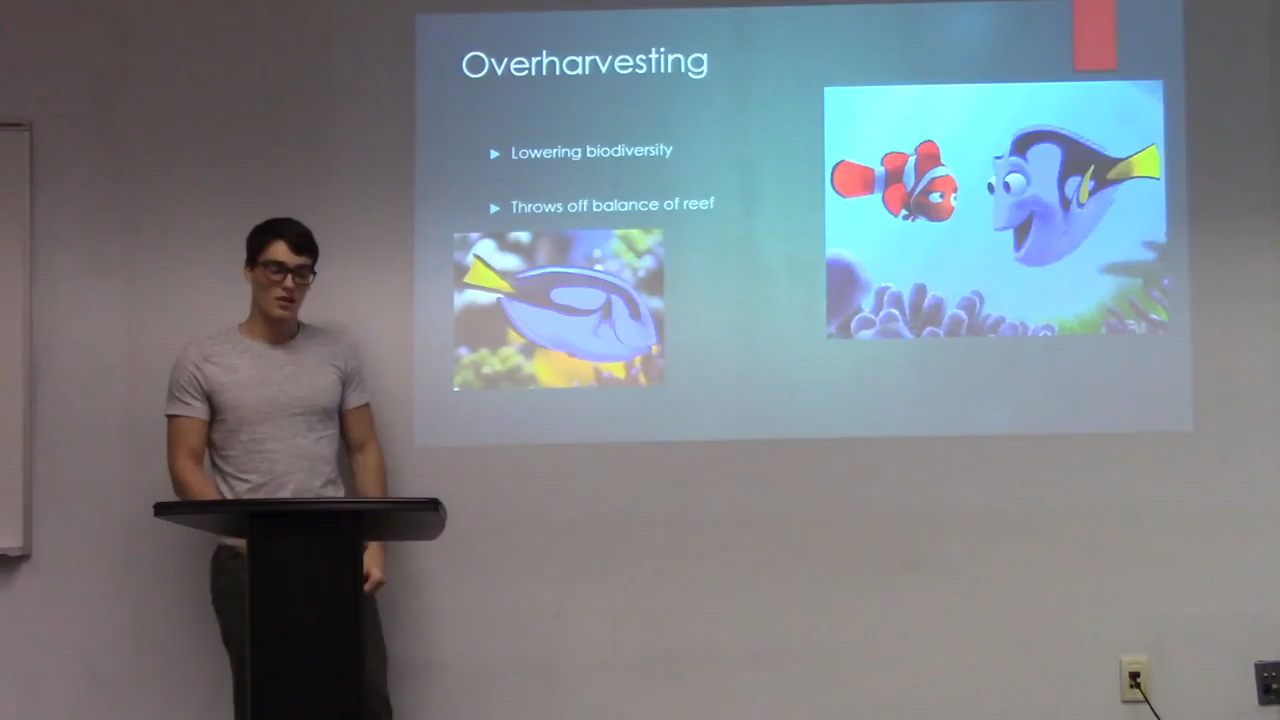 Overharvesting
Lowering biodiversity
Throws off balance of reef